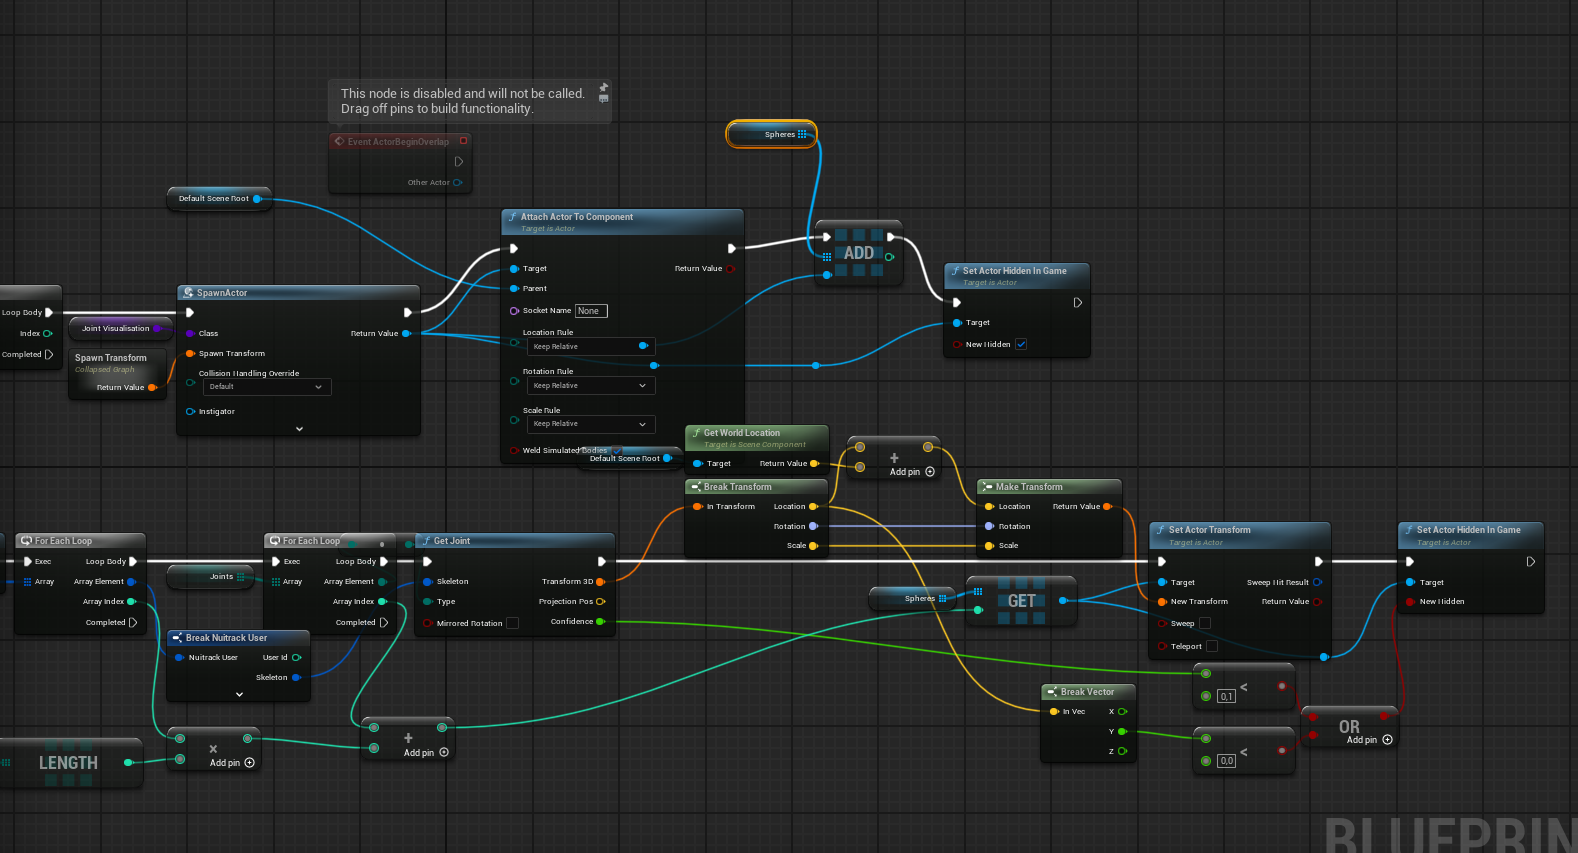 This node is disabled and will not be called.
Drag off pins to build functionality.
Event ActorBeginOverlap
Other Actor
Spheres
Default Scene Root
Attach Actor To Component
Target is Actor
Target
Return Value
Parent
Socket Name None
Location Rule
Keep Relative
Rotation Rule
Keep Relative
Scale Rule
Keep Relative
Weld Simulated Bodies
ADD
Set Actor Hidden In Game
Target is Actor
Target
New Hidden
Loop Body
Index
Completed
Joint Visualisation
Spawn Transform
Collapsed Graph
Return Value
SpawnActor
Class
Return Value
Spawn Transform
Collision Handling Override
Default
Instigator
Default Scene Root
Get World Location
Target is Scene Component
Target
Return Value
+
Add pin
Break Transform
In Transform
Location
Rotation
Scale
Make Transform
Location
Return Value
Rotation
Scale
For Each Loop
Exec
Loop Body
Array
Array Element
Array Index
Completed
Joints
For Each Loop
Exec
Loop Body
Array
Array Element
Array Index
Completed
Get Joint
Skeleton
Transform 3D
Type
Projection Pos
Mirrored Rotation
Confidence
Spheres
GET
Set Actor Transform
Target is Actor
Target
Sweep Hit Result
New Transform
Return Value
Sweep
Teleport
Set Actor Hidden In Game
Target is Actor
Target
New Hidden
Break Nuitrack User
Nuitrack User
User Id
Skeleton
LENGTH
×
Add pin
+
Add pin
Break Vector
In Vec
X
Y
Z
<
0,1
<
0,0
OR
Add pin
BLUEPRIN